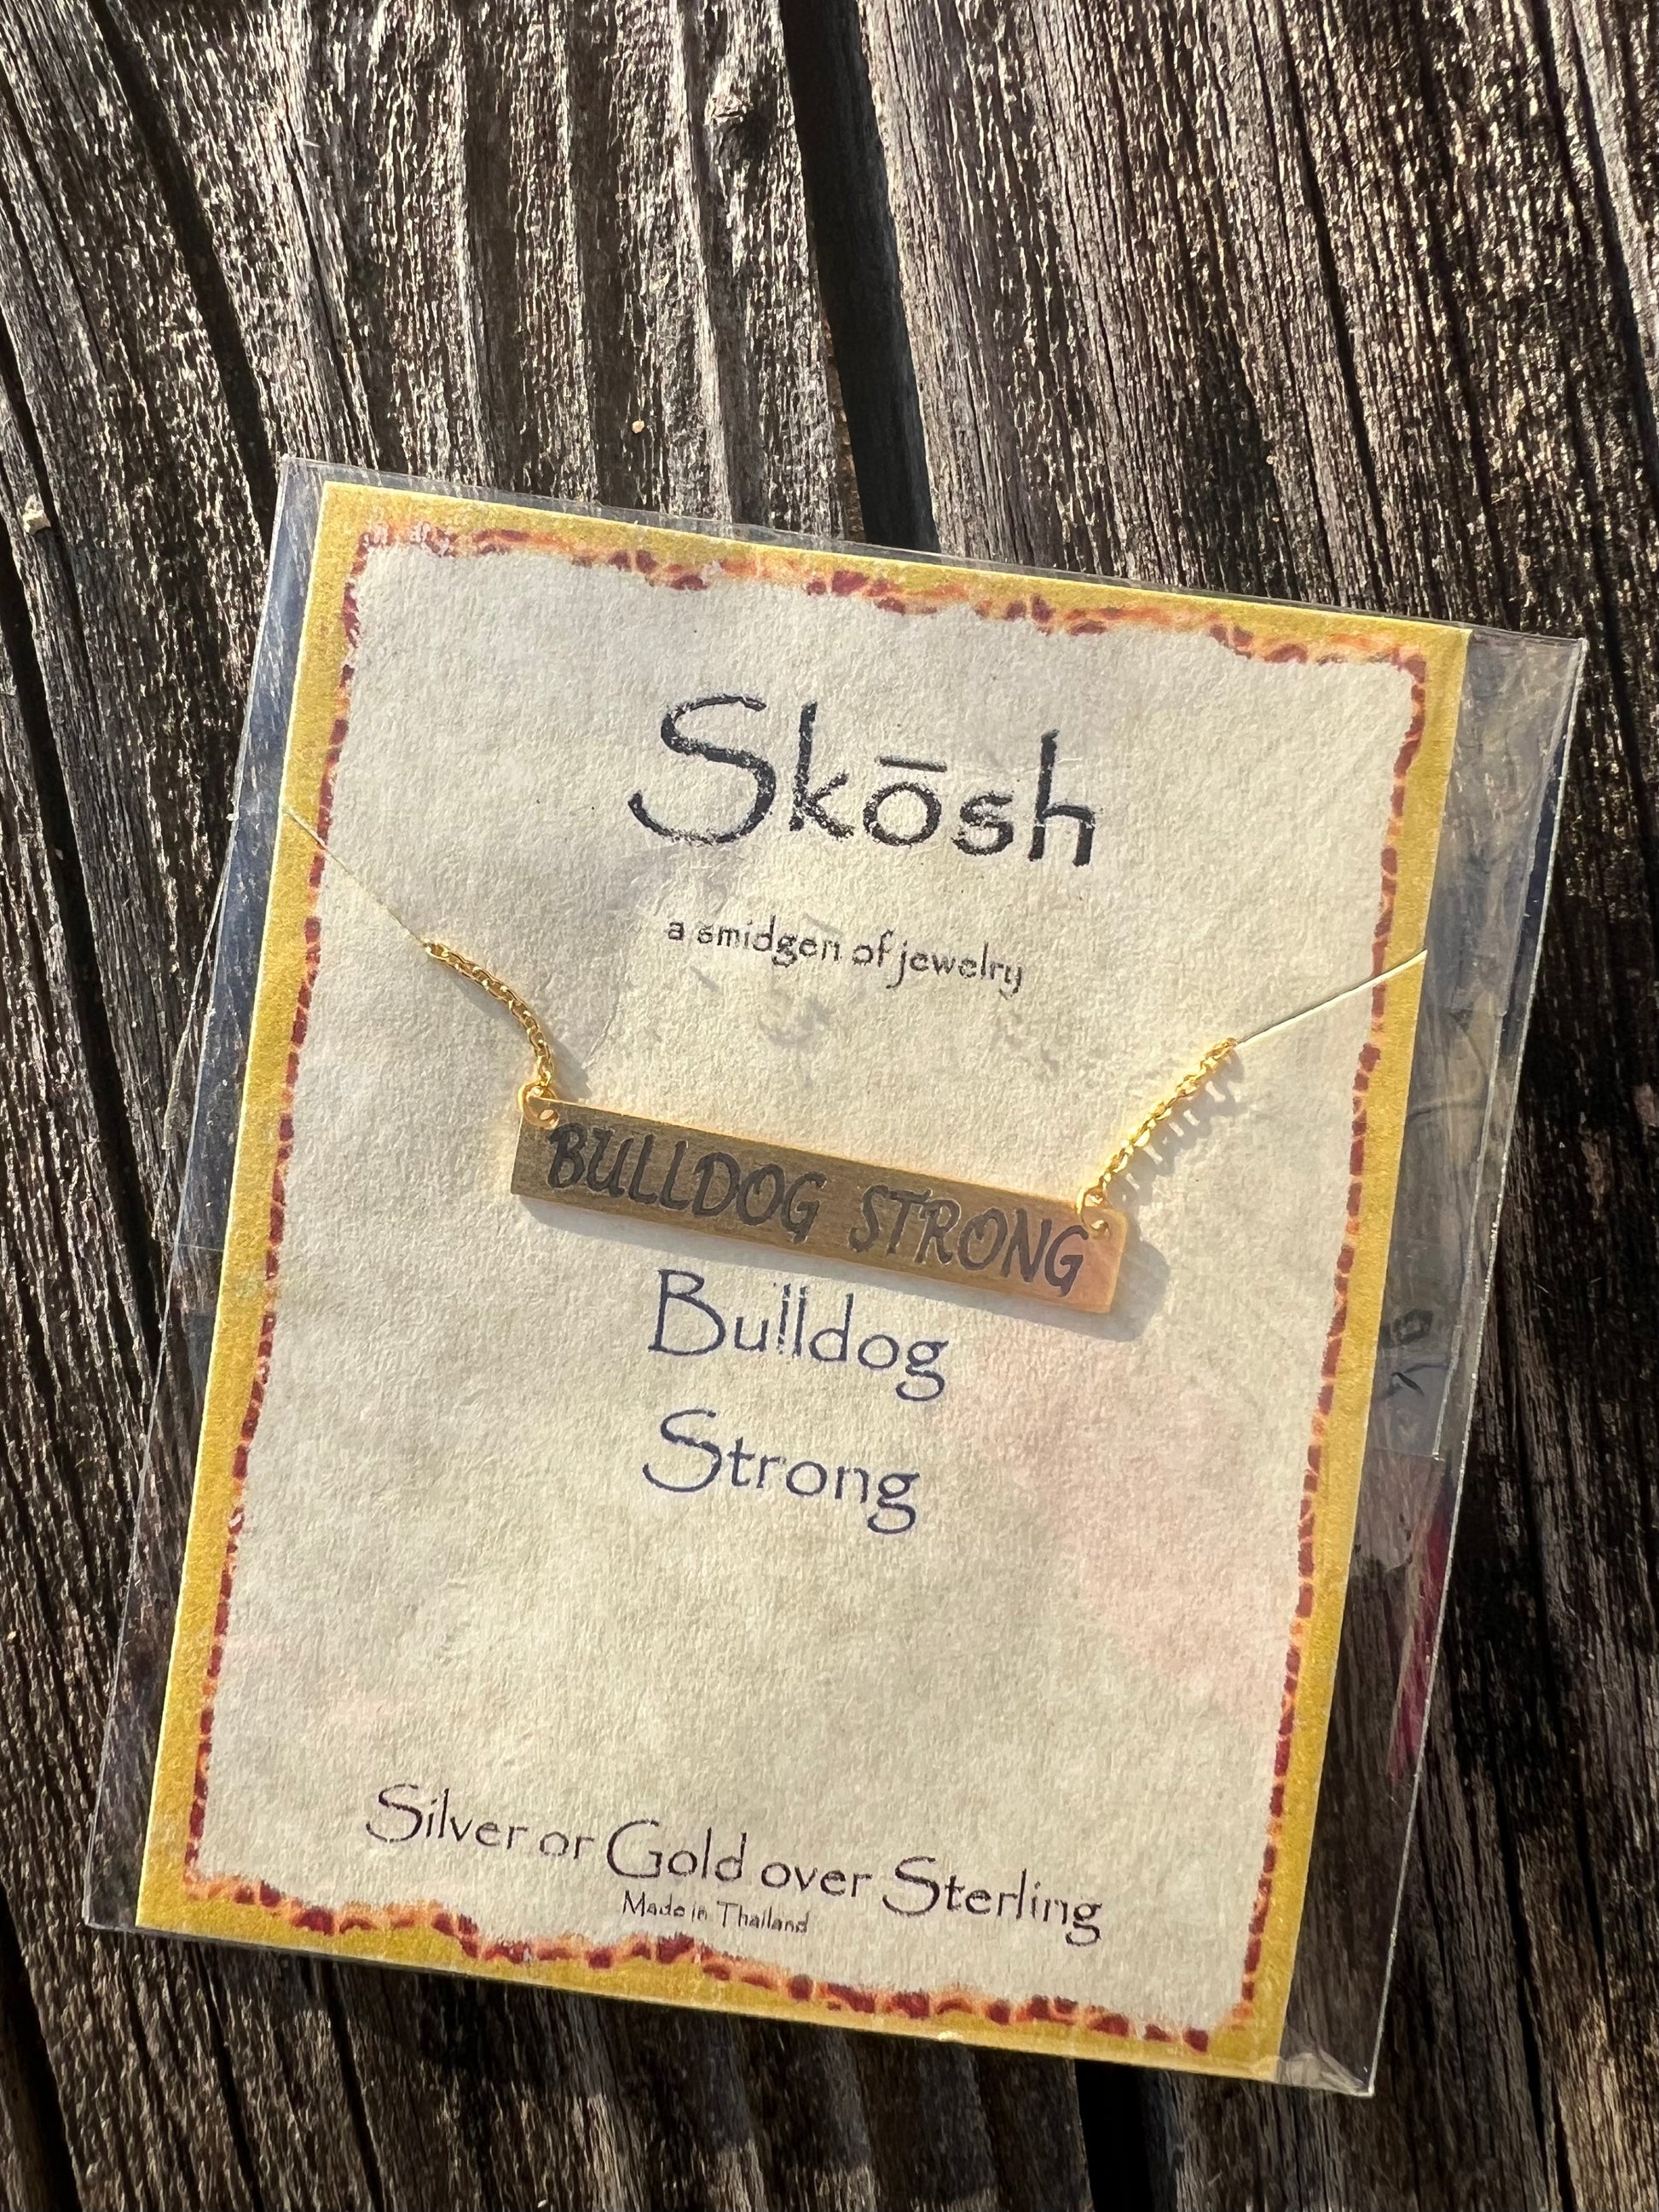 Skōsh
a smidgen of jewelry
BULLDOG STRONG
Bulldog
Strong
Silver or Gold over Sterling
Made in Thailand